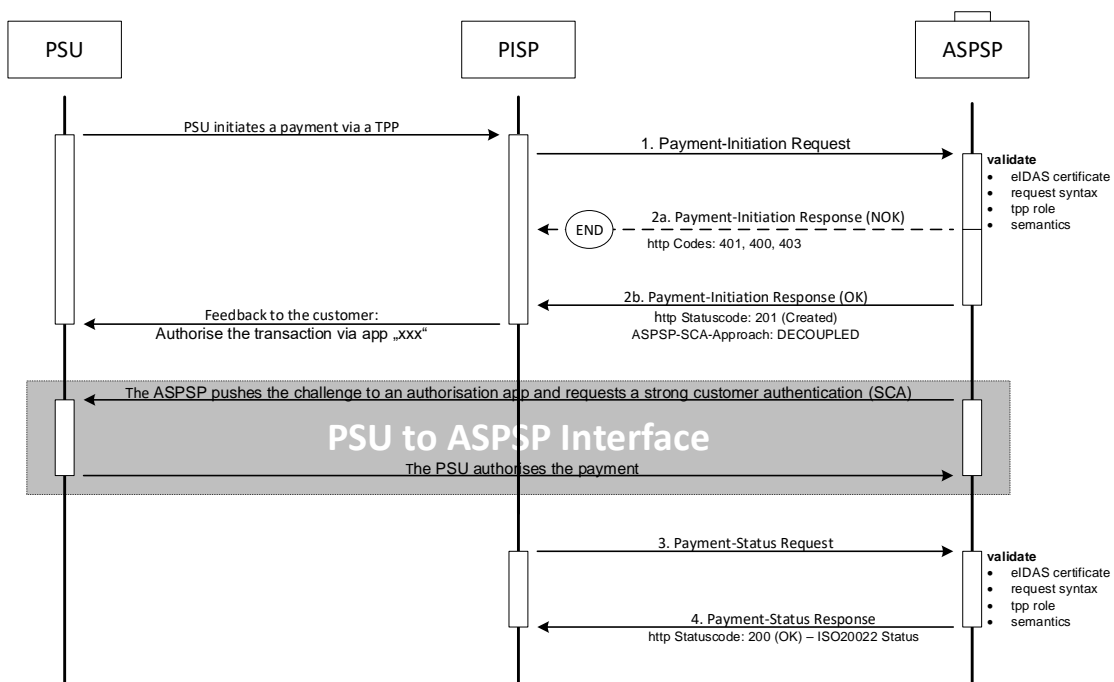 PSU
PISP
ASPSP
PSU initiates a payment via a TPP
1. Payment-Initiation Request
validate
• eIDAS certificate
• request syntax
• tpp role
• semantics
END
2a. Payment-Initiation Response (NOK)
http Codes: 401, 400, 403
2b. Payment-Initiation Response (OK)
http Statuscode: 201 (Created)
ASPSP-SCA-Approach: DECOUPLED
Feedback to the customer:
Authorise the transaction via app „xxx“
The ASPSP pushes the challenge to an authorisation app and requests a strong customer authentication (SCA)
PSU to ASPSP Interface
The PSU authorises the payment
3. Payment-Status Request
validate
• eIDAS certificate
• request syntax
• tpp role
• semantics
4. Payment-Status Response
http Statuscode: 200 (OK) – ISO20022 Status